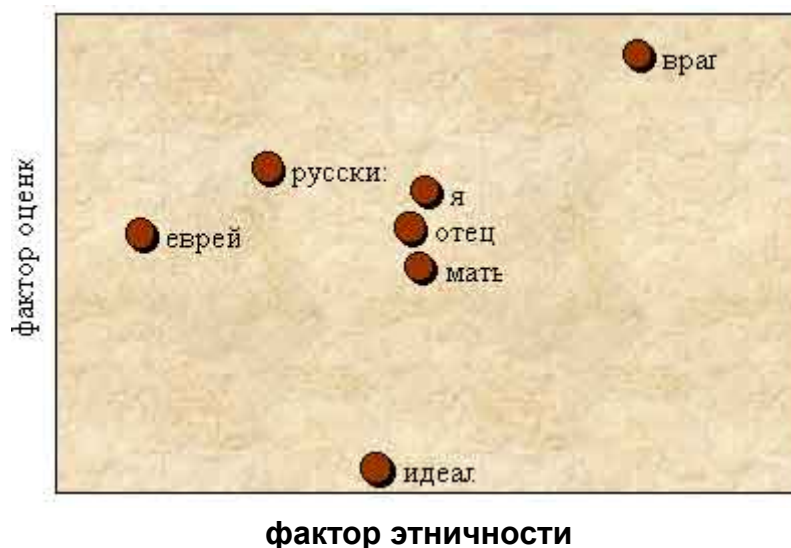 враг
русски:
я
отец
еврей
мать
идеал
фактор оценк
фактор этничности